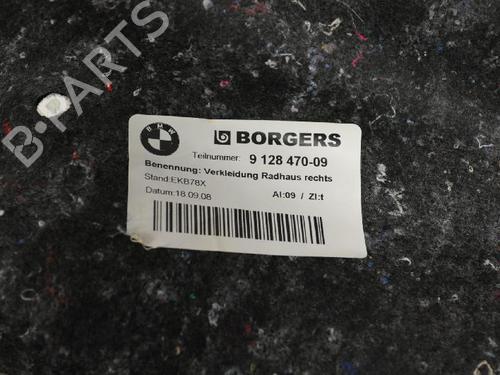 BMW
BORGERS
Teilnummer: 9 128 470-09
Benennung: Verkleidung Radhaus rechts
Stand:EKB78X
Al:09 / ZI:t
Datum:18.09.08
B-PARTS